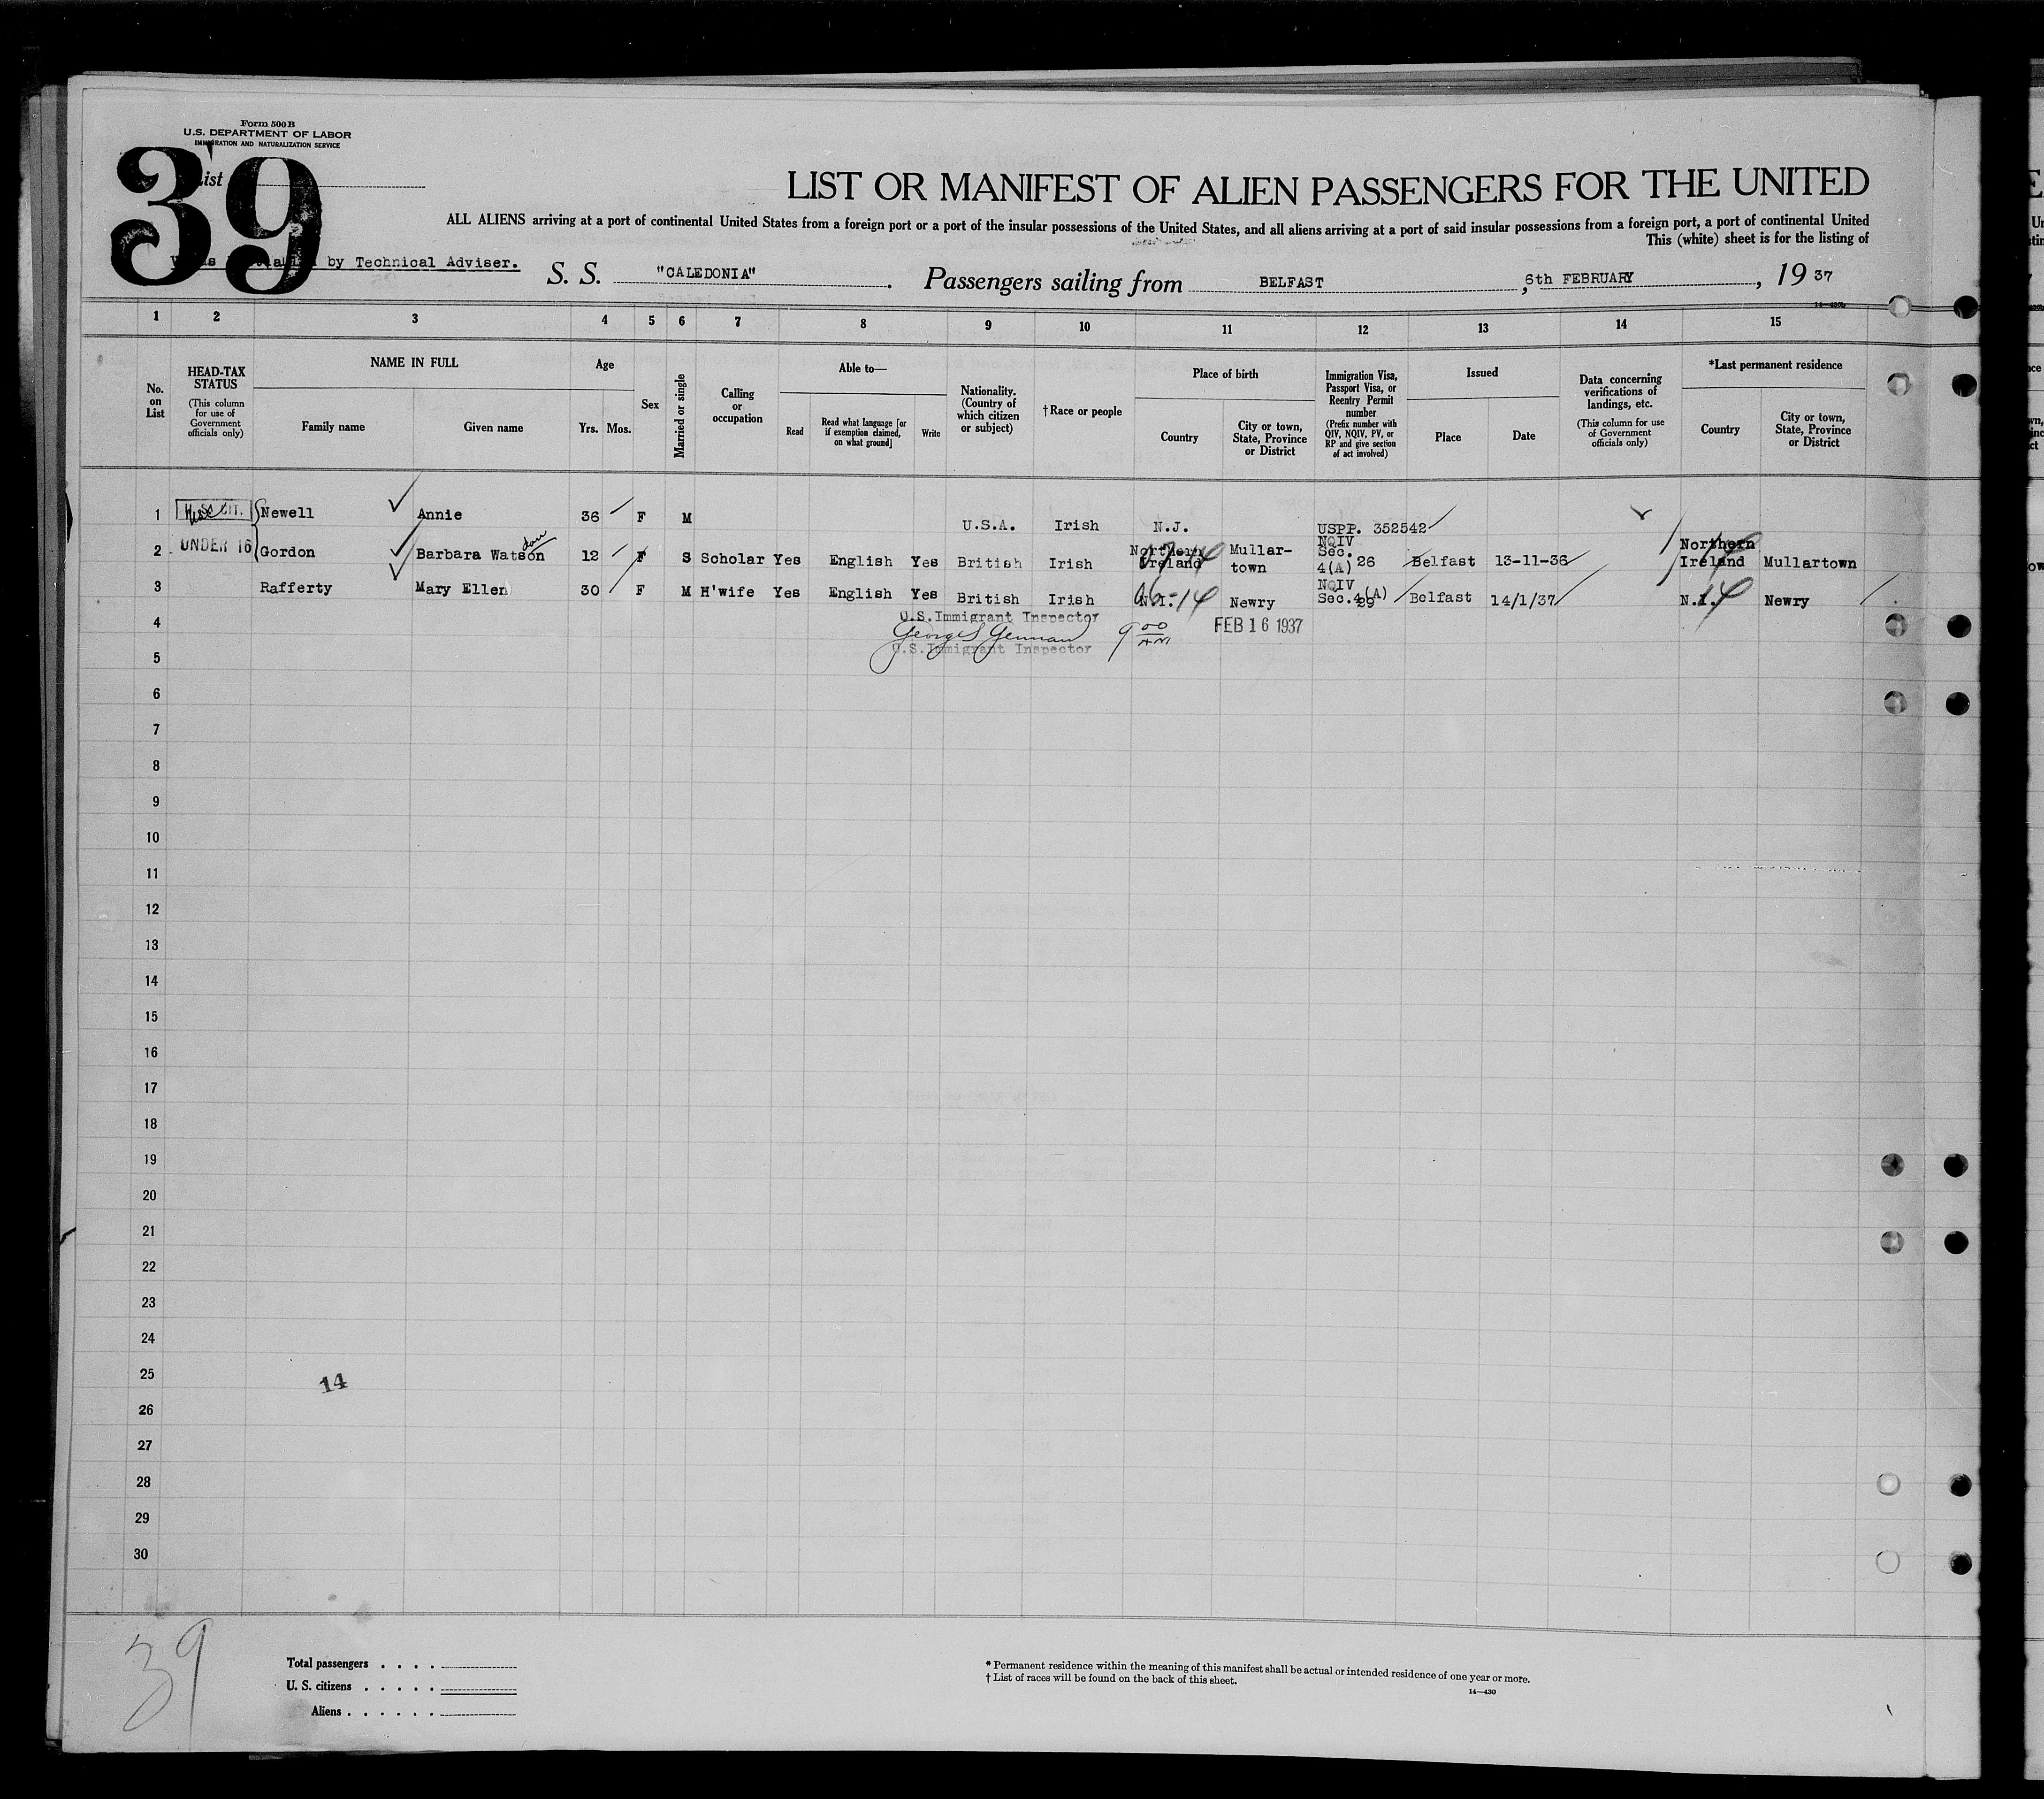 Form 500B
U.S. DEPARTMENT OF LABOR
IMMIGRATION AND NATURALIZATION SERVICE
39
List
LIST OR MANIFEST OF ALIEN PASSENGERS FOR THE UNITED
ALL ALIENS arriving at a port of continental United States from a foreign port or a port of the insular possessions of the United States, and all aliens arriving at a port of said insular possessions from a foreign port, a port of continental United
This (white) sheet is for the listing of
by Technical Adviser.
S. S. "CALEDONIA". Passengers sailing from BELFAST, 6th FEBRUARY, 1937
14—430b
1 2 3 4 5 6 7 8 9 10 11 12 13 14 15
No. on List
HEAD-TAX STATUS (This column for use of Government officials only)
NAME IN FULL
Family name Given name
Age
Yrs. Mos.
Sex
Married or single
Calling or occupation
Able to—
Read
Read what language [or if exemption claimed, on what ground]
Write
Nationality. (Country of which citizen or subject)
†Race or people
Place of birth
Country
City or town, State, Province or District
Immigration Visa, Passport Visa, or Reentry Permit number (Prefix number with QIV, NQIV, PV, or RP and give section of act involved)
Issued
Place Date
Data concerning verifications of landings, etc. (This column for use of Government officials only)
*Last permanent residence
Country
City or town, State, Province or District
1 U.S. CIT. Newell Annie 36 F M U.S.A. Irish N.J. USPP. 352542
2 UNDER 16 Gordon Barbara Watson 12 F S Scholar Yes English Yes British Irish Northern Ireland 14 Mullartown NQIV Sec. 4(A) 26 Belfast 13-11-36 Northern Ireland 14 Mullartown
3 Rafferty Mary Ellen 30 F M H'wife Yes English Yes British Irish N.I. 14 Newry NQIV Sec.4(A) 29 Belfast 14/1/37 N.I. 14 Newry
4 U.S.Immigrant Inspector
9 00 AM FEB 16 1937
5 U.S.Immigrant Inspector
6
7
8
9
10
11
12
13
14
15
16
17
18
19
20
21
22
23
24
25
14
26
27
28
29
30
39
Total passengers . . . .
U. S. citizens . . . . .
Aliens . . . . . .
* Permanent residence within the meaning of this manifest shall be actual or intended residence of one year or more.
† List of races will be found on the back of this sheet.
14—430